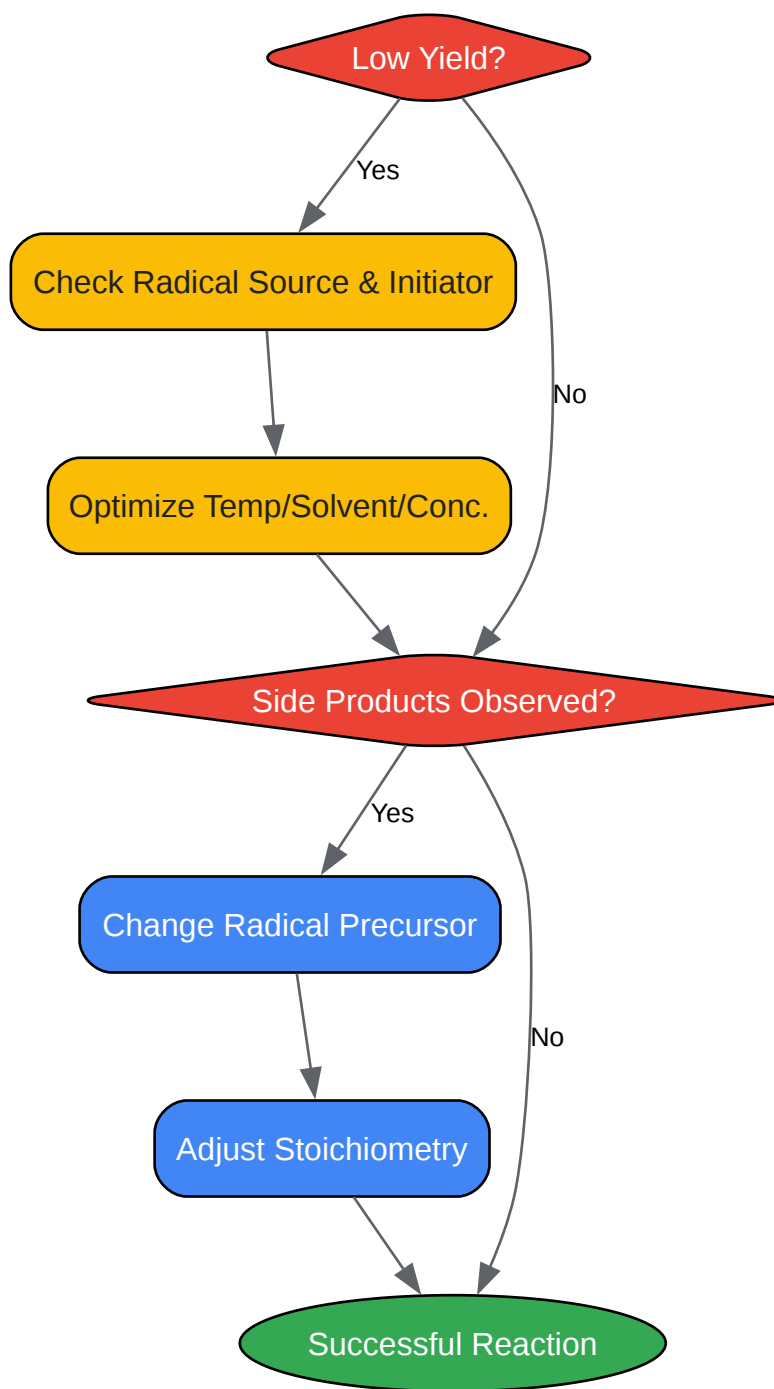 Low Yield?
Yes
Check Radical Source & Initiator
No
Optimize Temp/Solvent/Conc.
Side Products Observed?
Yes
Change Radical Precursor
No
Adjust Stoichiometry
Successful Reaction